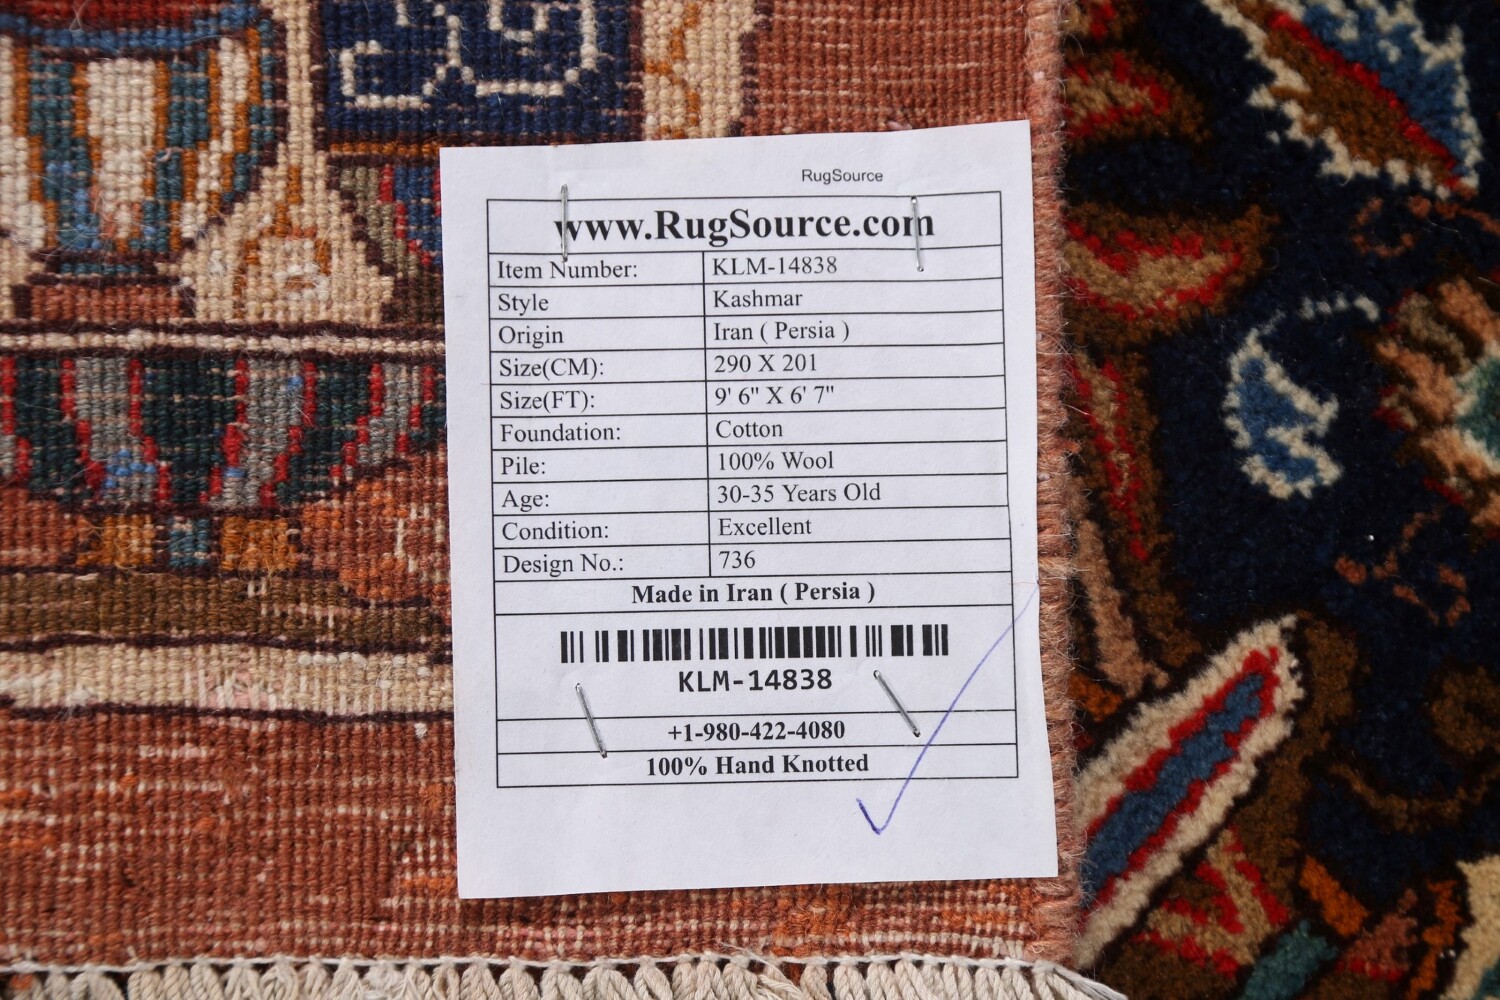 RugSource
www.RugSource.com
Item Number: KLM-14838
Style Kashmar
Origin Iran ( Persia )
Size(CM): 290 X 201
Size(FT): 9' 6" X 6' 7"
Foundation: Cotton
Pile: 100% Wool
Age: 30-35 Years Old
Condition: Excellent
Design No.: 736
Made in Iran ( Persia )
KLM-14838
+1-980-422-4080
100% Hand Knotted